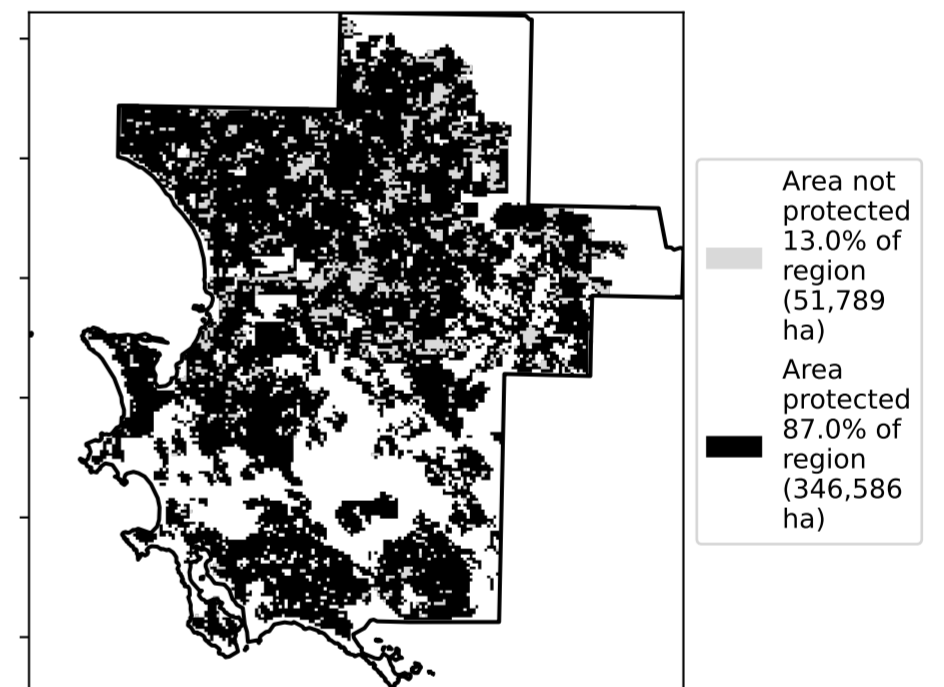 Area not
protected
13.0% of
region
(51,789
ha)
Area
protected
87.0% of
region
(346,586
ha)